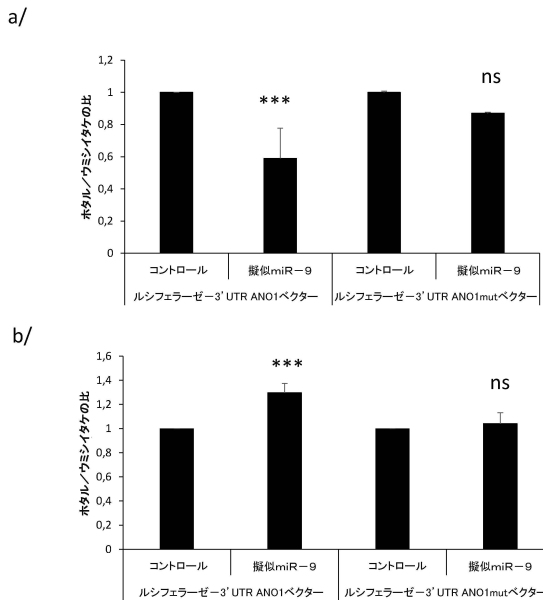 a/
1,2
1
0,8
0,6
0,4
0,2
0
ホタル／ウミシイタケの比
***
ns
コントロール 擬似miR-9 コントロール 擬似miR-9
ルシフェラーゼ-3'UTR ANO1ベクター ルシフェラーゼ-3'UTR ANO1mutベクター
b/
1,6
1,4
1,2
1
0,8
0,6
0,4
0,2
0
ホタル／ウミシイタケの比
***
ns
コントロール 擬似miR-9 コントロール 擬似miR-9
ルシフェラーゼ-3'UTR ANO1ベクター ルシフェラーゼ-3'UTR ANO1mutベクター